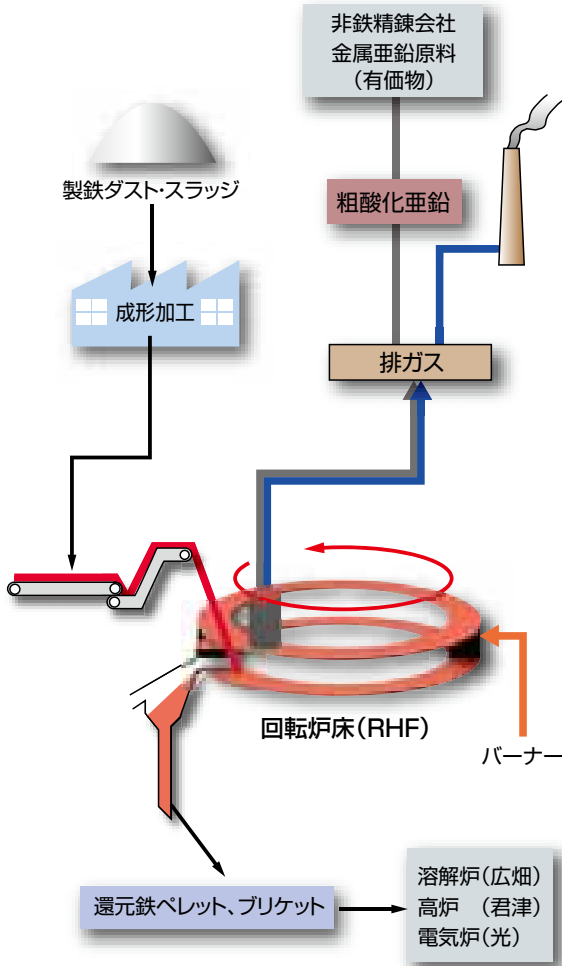 非鉄精錬会社
金属亜鉛原料
（有価物）
製鉄ダスト・スラッジ
粗酸化亜鉛
成形加工
排ガス
回転炉床（RHF）
バーナー
還元鉄ペレット、ブリケット
溶解炉（広畑）
高炉　（君津）
電気炉（光）